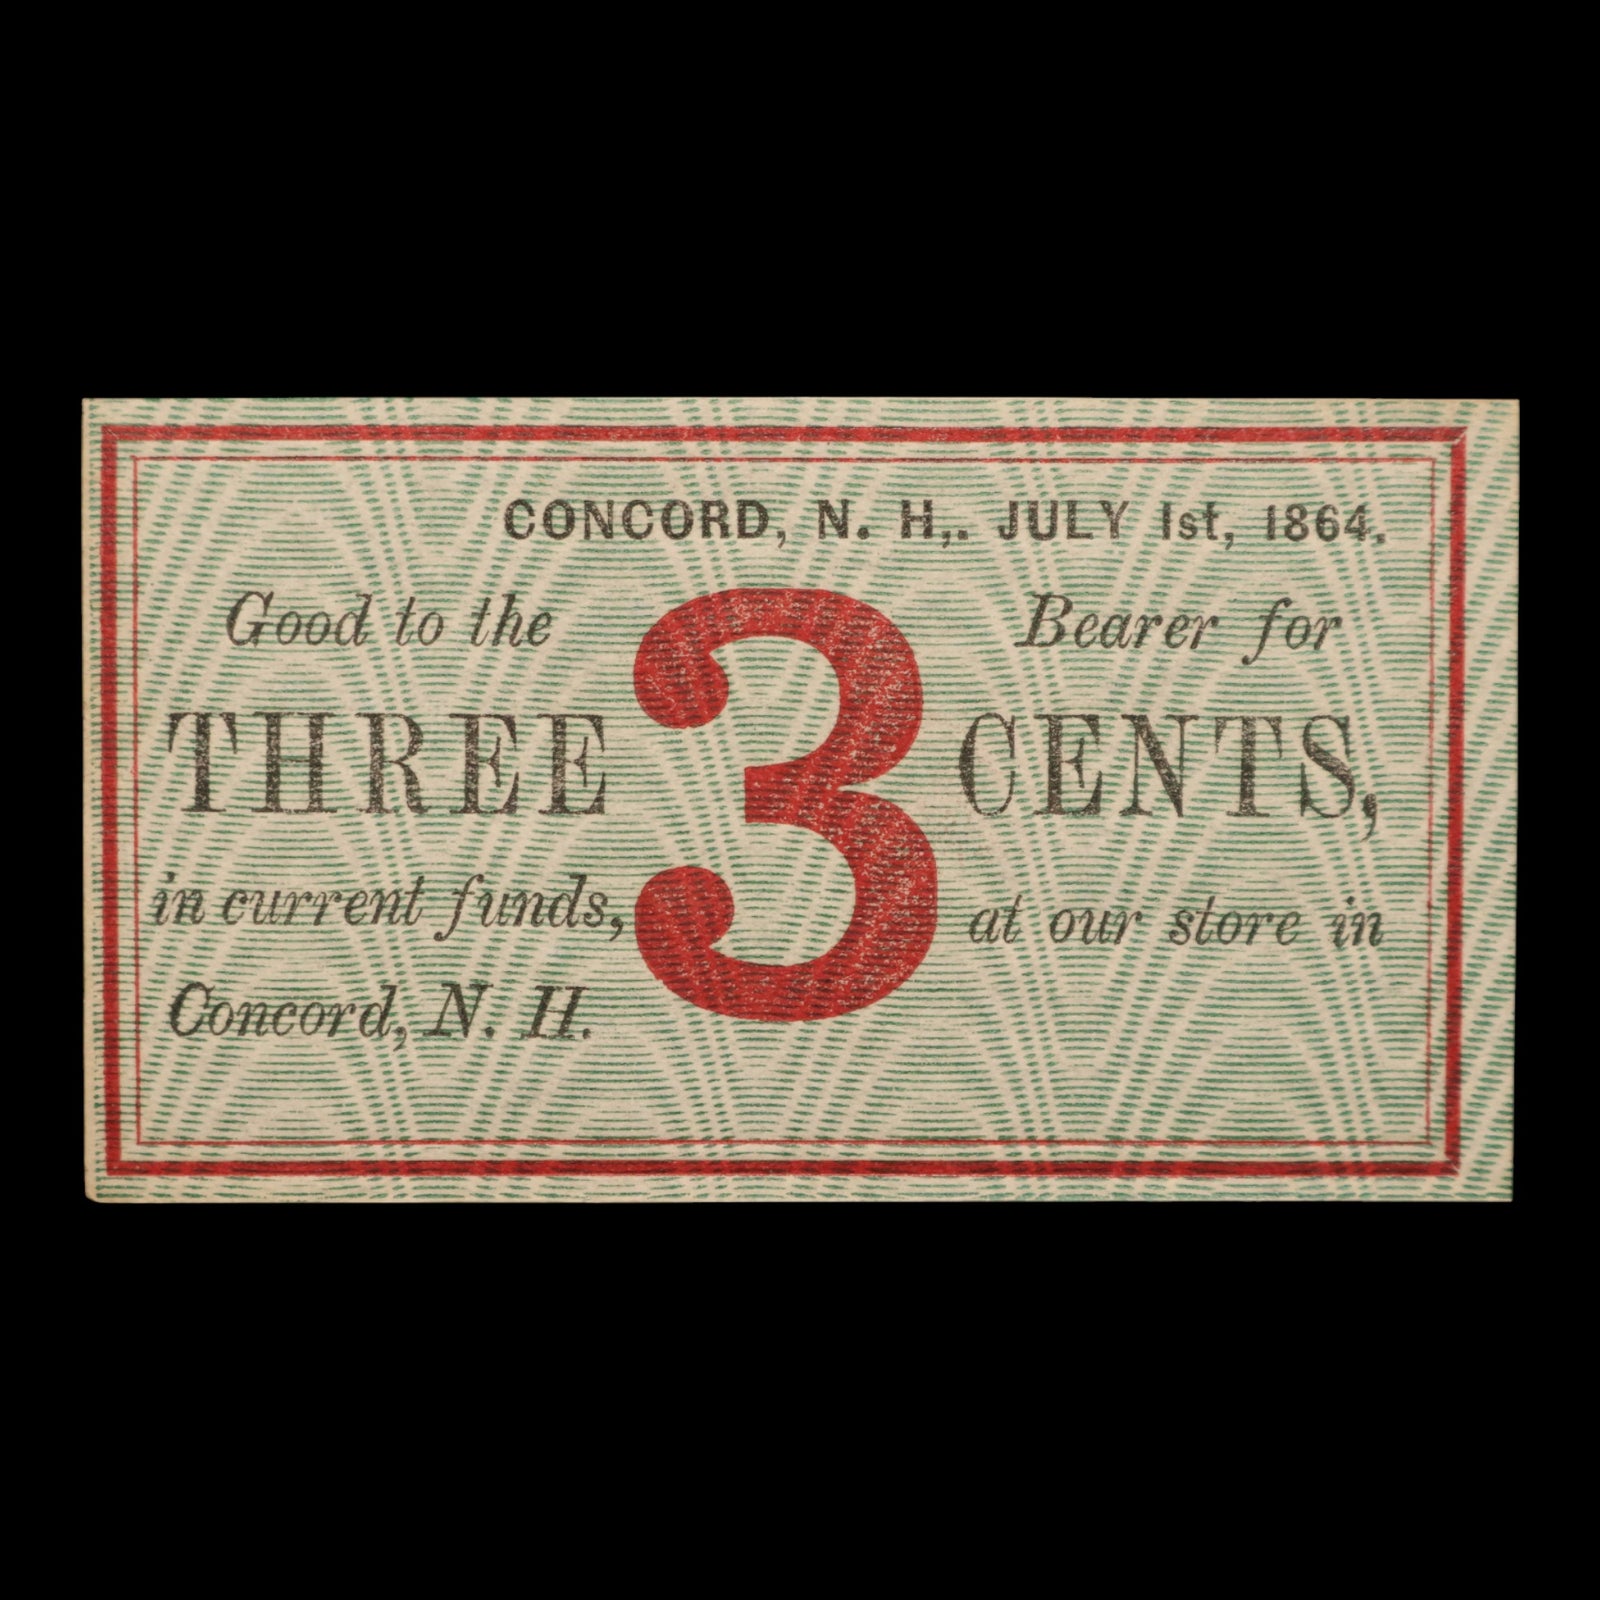 CONCORD, N. H,. JULY 1st, 1864.
Good to the Bearer for
THREE 3 CENTS,
in current funds, at our store in
Concord, N. H.